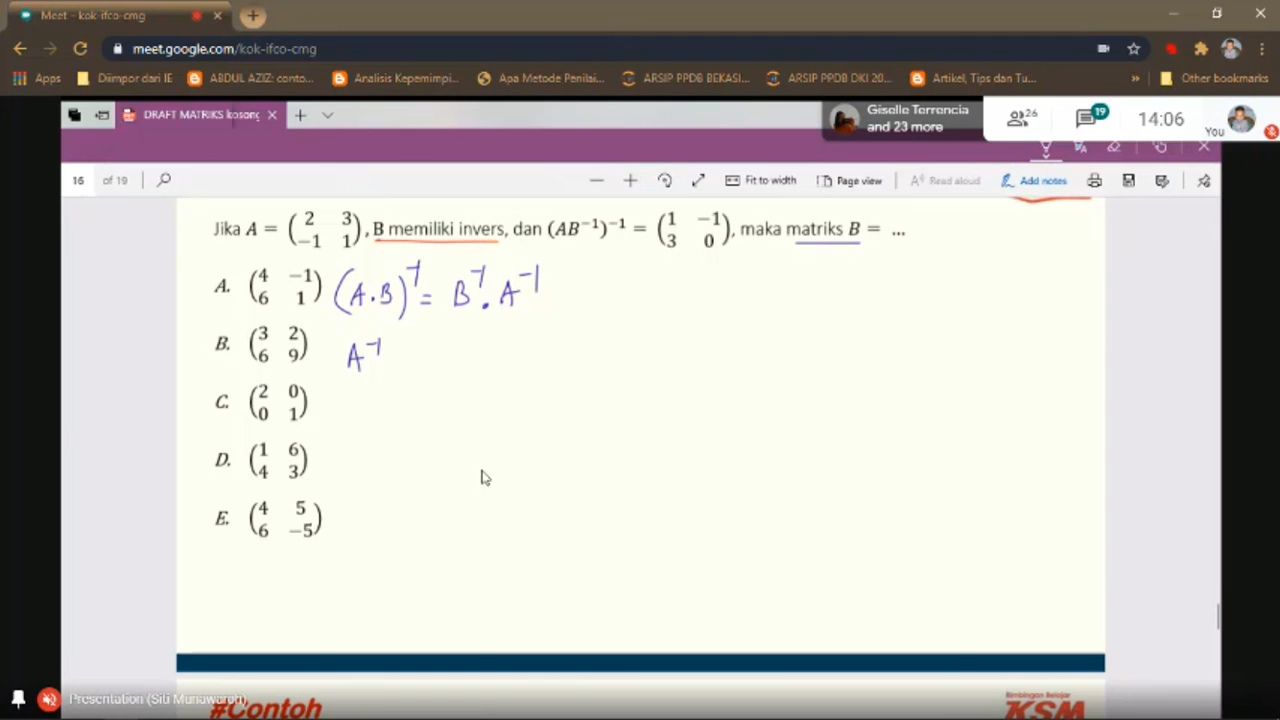 Meet - kok-ifco-cmg
meet.google.com/kok-ifco-cmg
Apps Diimpor dari IE ABDUL AZIZ: conto... Analisis Kepemimpi... Apa Metode Penilai... ARSIP PPDB BEKASI... ARSIP PPDB DKI 20... Artikel, Tips dan Tu... » Other bookmarks
DRAFT MATRIKS kosong
Giselle Terrencia
and 23 more
26 19 14:06 You
16 of 19 Fit to width Page view Read aloud Add notes
Jika A = (2 3; −1 1), B memiliki invers, dan (AB⁻¹)⁻¹ = (1 −1; 3 0), maka matriks B = ...
A. (4 −1; 6 1) (A.B)⁻¹ = B⁻¹. A⁻¹
B. (3 2; 6 9) A⁻¹
C. (2 0; 0 1)
D. (1 6; 4 3)
E. (4 5; 6 −5)
Presentation (Siti Munawaroh)
#Contoh
Bimbingan Belajar
KSM